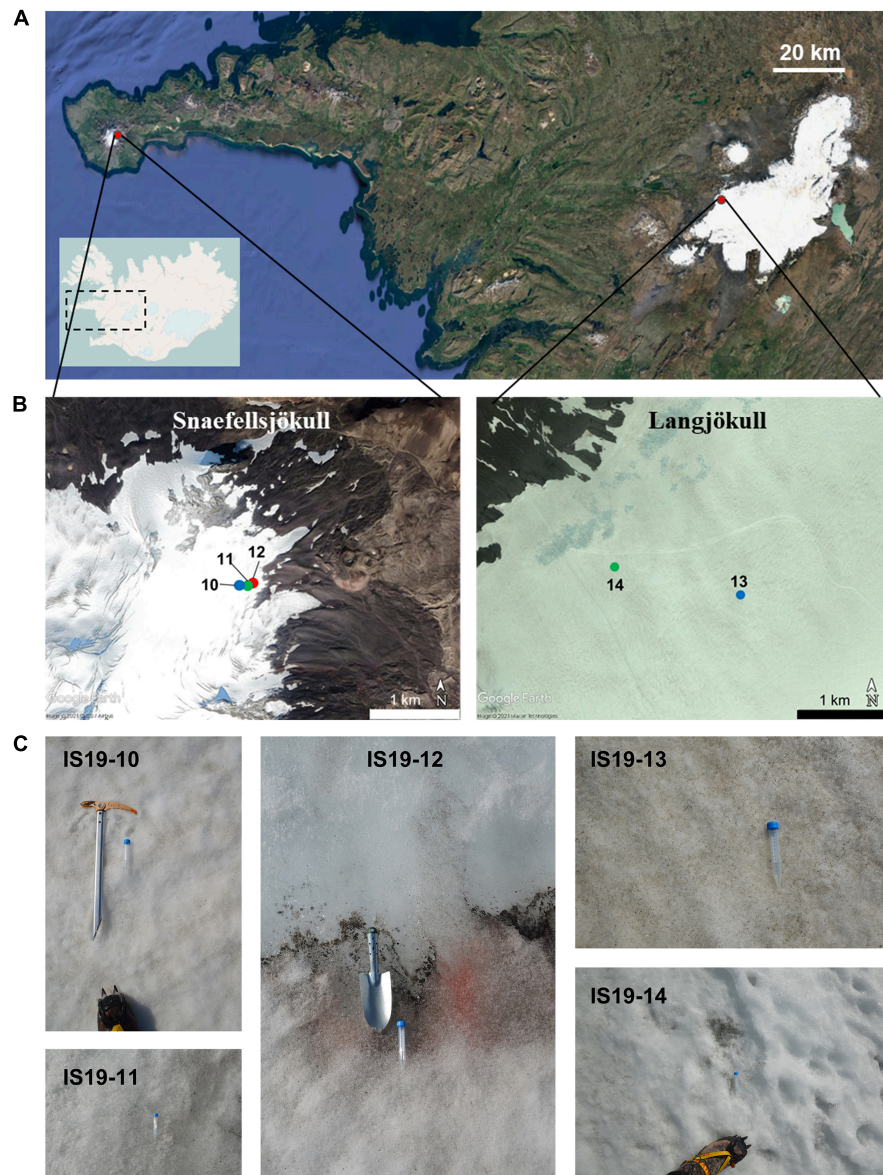 A
20 km
B
Snaefellsjökull
Langjökull
11
12
10
14
13
Google Earth
1 km
N
Google Earth
1 km
N
C
IS19-10
IS19-12
IS19-13
IS19-14
IS19-11